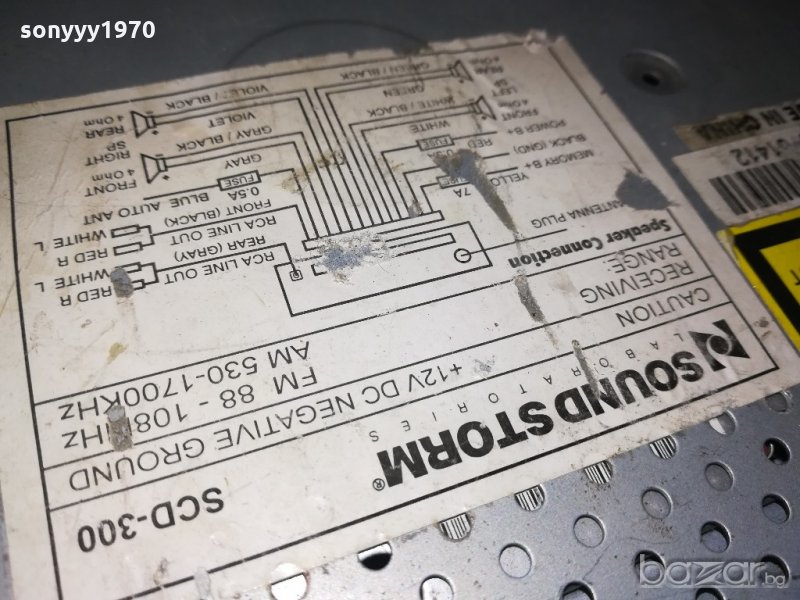 sonyyy1970
SOUNDSTORM®
LABORATORIES
SCD-300
CAUTION
+12V DC NEGATIVE GROUND
RECEIVING
RANGE:
FM 88 - 108MHz
AM 530-1700KHz
Speaker Connection
ANTENNA PLUG
RCA LINE OUT
REAR (GRAY)
RED R
WHITE L
RCA LINE OUT
FRONT (BLACK)
RED R
WHITE L
7A
0.5A
BLUE AUTO ANT
MEMORY B+
FUSE
BLACK (GND)
RED
FUSE
POWER B+
GRAY
FRONT
4 Ohm
WHITE
FRONT
4 Ohm
GRAY / BLACK
RIGHT
SP
WHITE / BLACK
LEFT
SP
VIOLET
REAR
4 Ohm
GREEN
REAR
4 Ohm
VIOLET / BLACK
GREEN / BLACK
bazar.bg